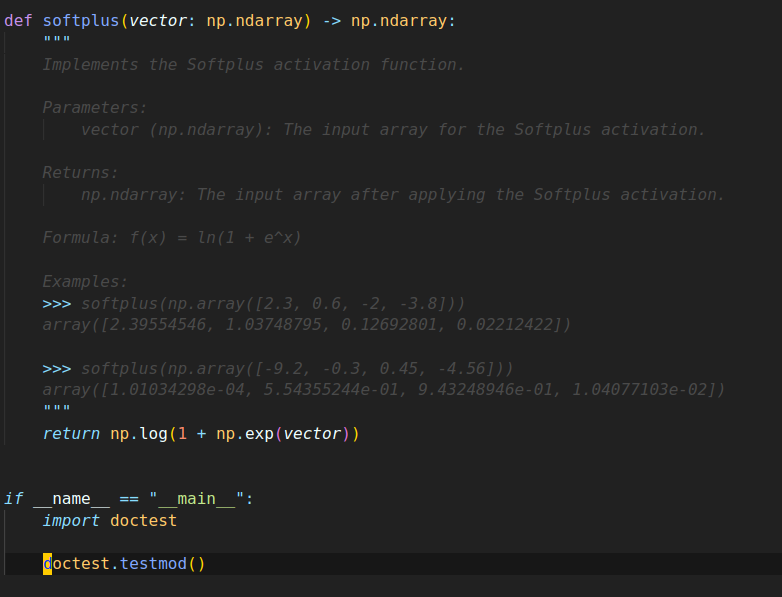 def softplus(vector: np.ndarray) -> np.ndarray:
"""
Implements the Softplus activation function.
Parameters:
vector (np.ndarray): The input array for the Softplus activation.
Returns:
np.ndarray: The input array after applying the Softplus activation.
Formula: f(x) = ln(1 + e^x)
Examples:
>>> softplus(np.array([2.3, 0.6, -2, -3.8]))
array([2.39554546, 1.03748795, 0.12692801, 0.02212422])
>>> softplus(np.array([-9.2, -0.3, 0.45, -4.56]))
array([1.01034298e-04, 5.54355244e-01, 9.43248946e-01, 1.04077103e-02])
"""
return np.log(1 + np.exp(vector))
if __name__ == "__main__":
import doctest
doctest.testmod()